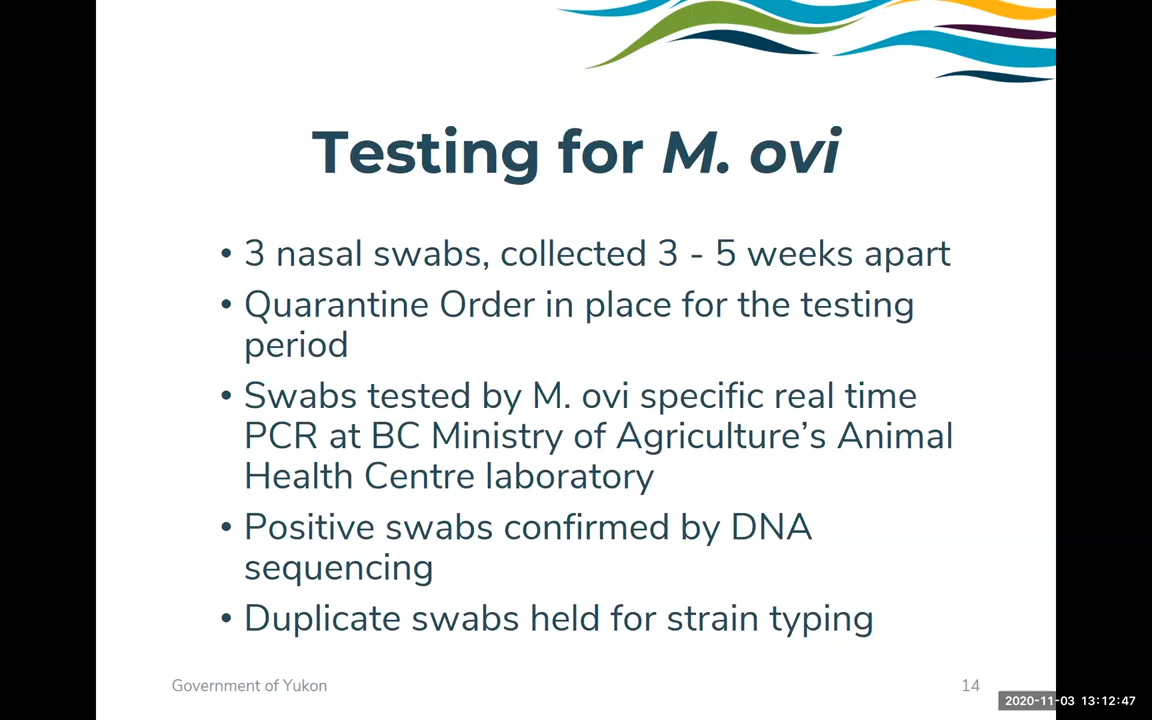 Testing for M. ovi
• 3 nasal swabs, collected 3 - 5 weeks apart
• Quarantine Order in place for the testing
period
• Swabs tested by M. ovi specific real time
PCR at BC Ministry of Agriculture’s Animal
Health Centre laboratory
• Positive swabs confirmed by DNA
sequencing
• Duplicate swabs held for strain typing
Government of Yukon
14
2020-11-03 13:12:47